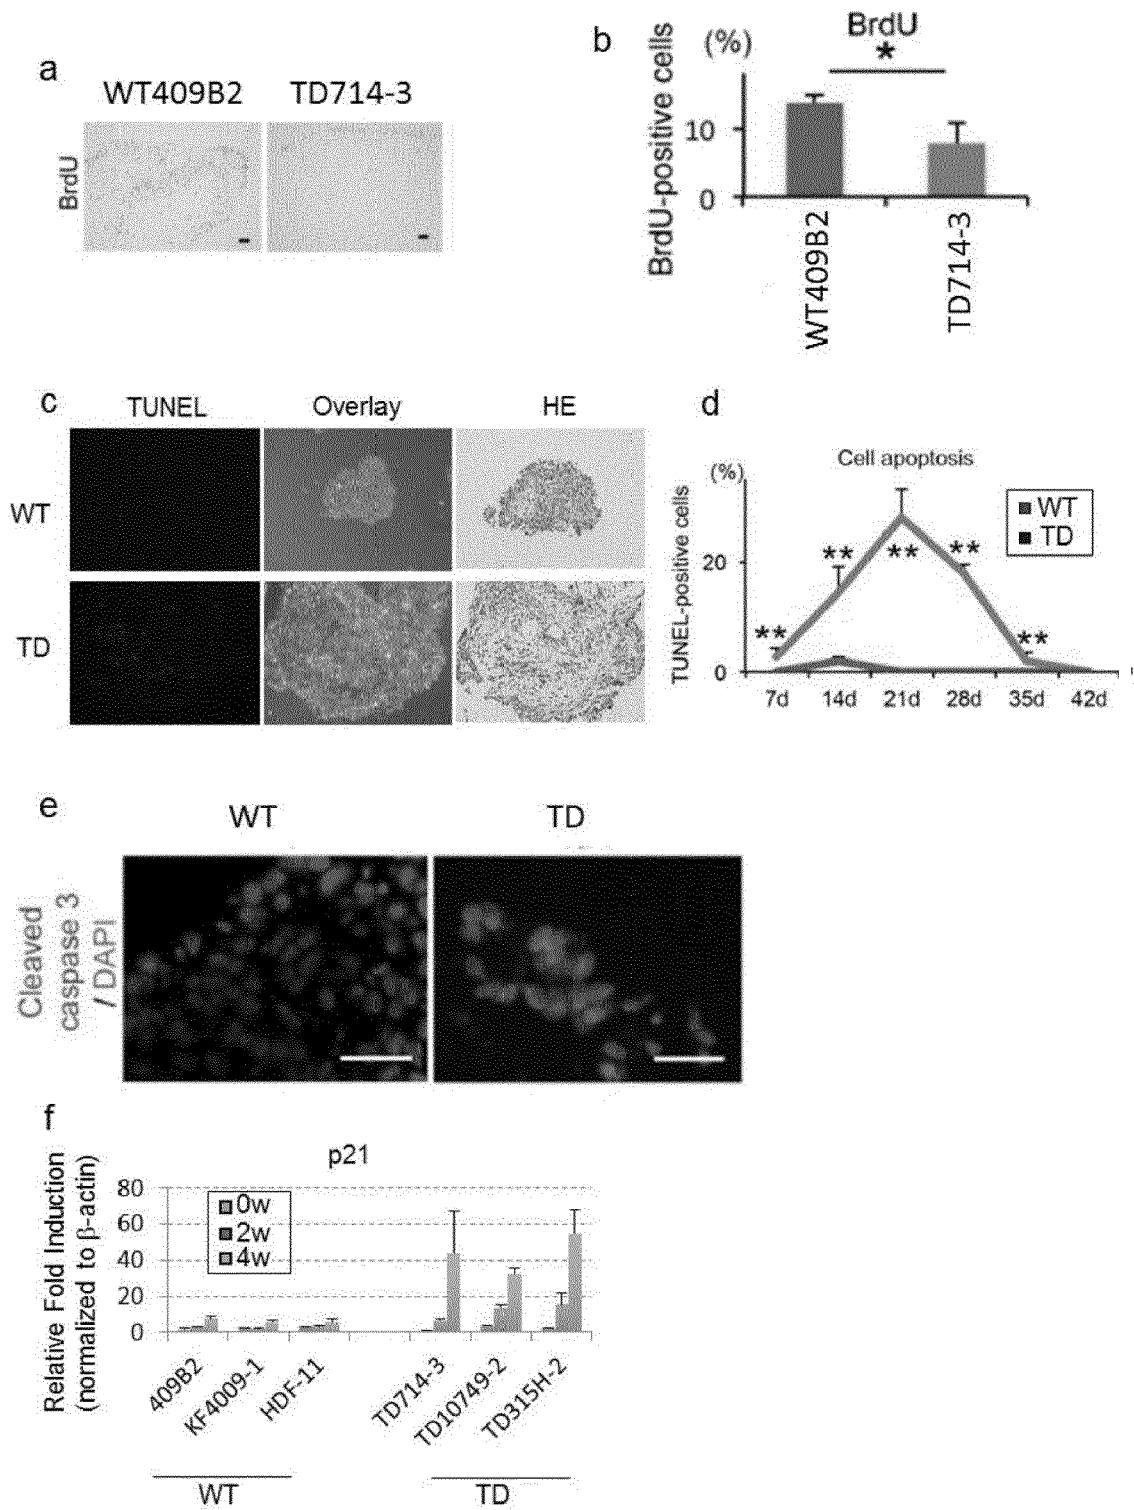 a
WT409B2 TD714-3
BrdU
b
BrdU
(%)
*
BrdU-positive cells
10
0
WT409B2
TD714-3
c
TUNEL Overlay HE
WT
TD
d
Cell apoptosis
(%)
TUNEL-positive cells
WT
TD
20
0
** ** ** ** **
7d 14d 21d 28d 35d 42d
e
WT TD
Cleaved
caspase 3
/ DAPI
f
p21
Relative Fold Induction
(normalized to β-actin)
80
60
40
20
0
0w
2w
4w
409B2
KF4009-1
HDF-11
TD714-3
TD10749-2
TD315H-2
WT TD